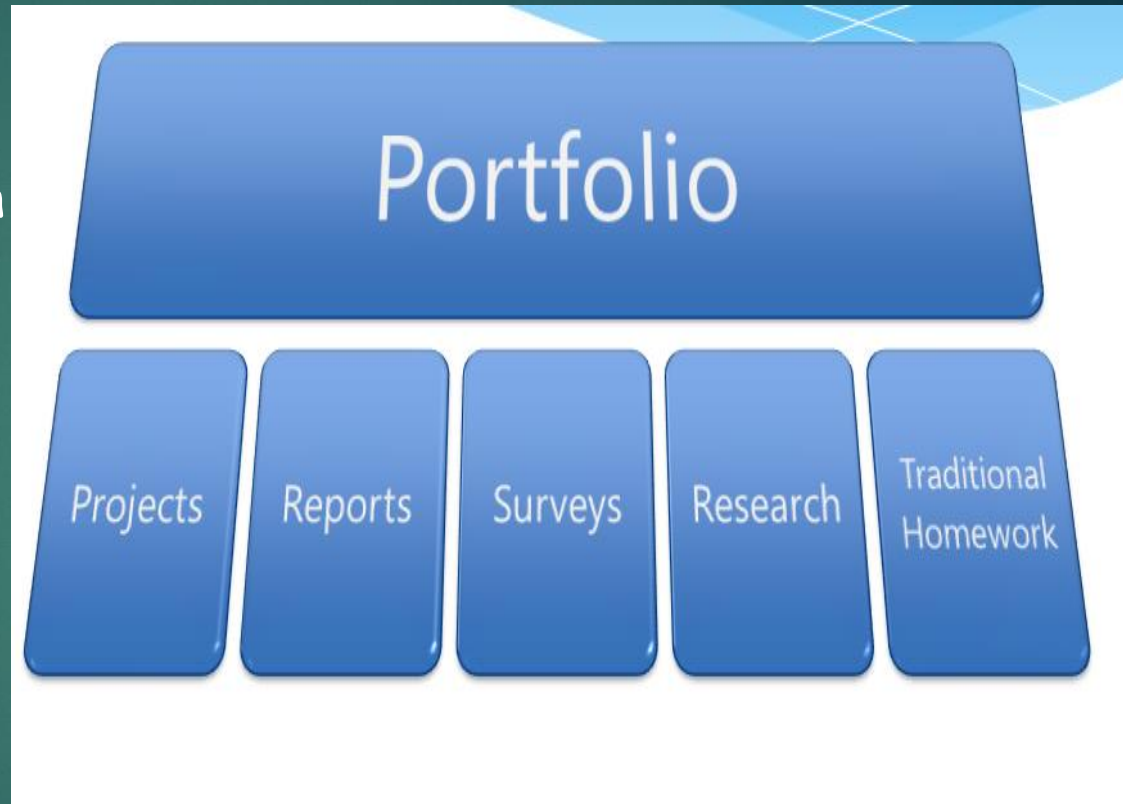 Portfolio
Projects
Reports
Surveys
Research
Traditional
Homework